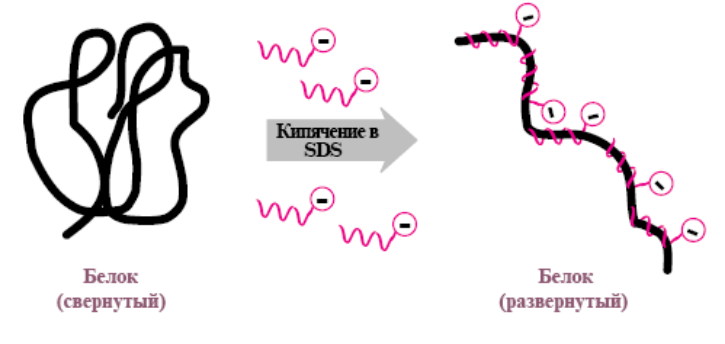 Кипячение в
SDS
Белок
(свернутый)
Белок
(развернутый)